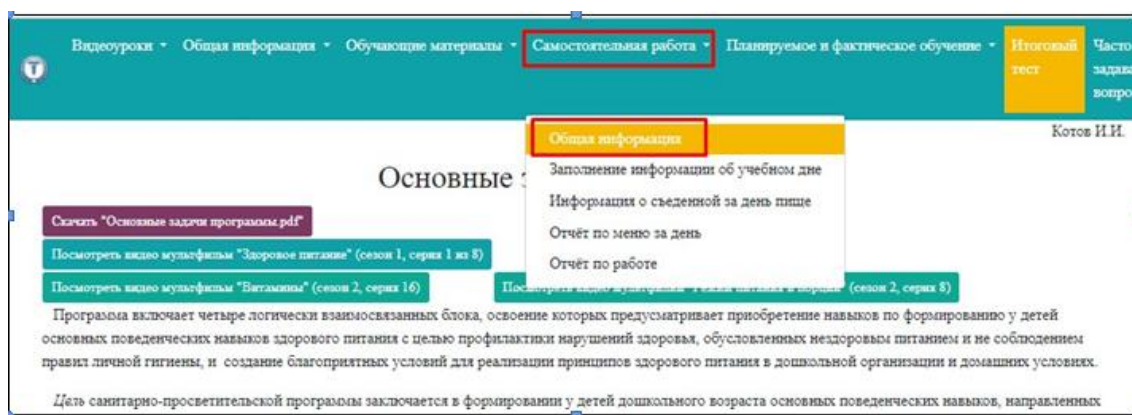 Видеоуроки
Общая информация
Обучающие материалы
Самостоятельная работа
Планируемое и фактическое обучение
Итоговый
тест
Часто
задава
вопро
Котов И.И.
Общая информация
Заполнение информации об учебном дне
Информация о съеденной за день пище
Отчёт по меню за день
Отчёт по работе
Основные
Скачать "Основные задачи программы.pdf"
Посмотреть видео мультфильм "Здоровое питание" (сезон 1, серия 1 из 8)
Посмотреть видео мультфильм "Витамины" (сезон 2, серия 16)
(сезон 2, серия 8)
Программа включает четыре логически взаимосвязанных блока, освоение которых предусматривает приобретение навыков по формированию у детей
основных поведенческих навыков здорового питания с целью профилактики нарушений здоровья, обусловленных нездоровым питанием и не соблюдением
правил личной гигиены, и создание благоприятных условий для реализации принципов здорового питания в дошкольной организации и домашних условиях.
Цель санитарно-просветительской программы заключается в формировании у детей дошкольного возраста основных поведенческих навыков, направленных